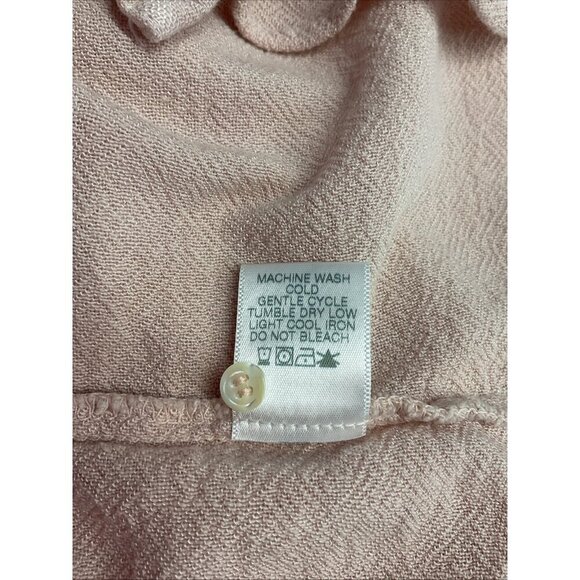 MACHINE WASH
COLD
GENTLE CYCLE
TUMBLE DRY LOW
LIGHT COOL IRON
DO NOT BLEACH